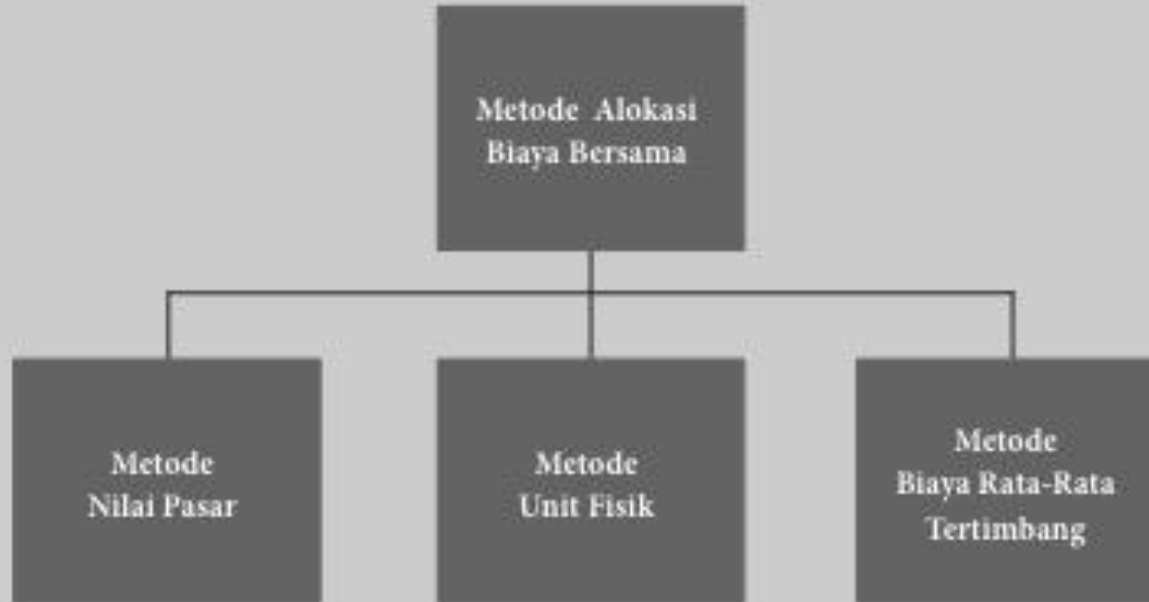 Metode Alokasi
Biaya Bersama
Metode
Nilai Pasar
Metode
Unit Fisik
Metode
Biaya Rata-Rata
Tertimbang